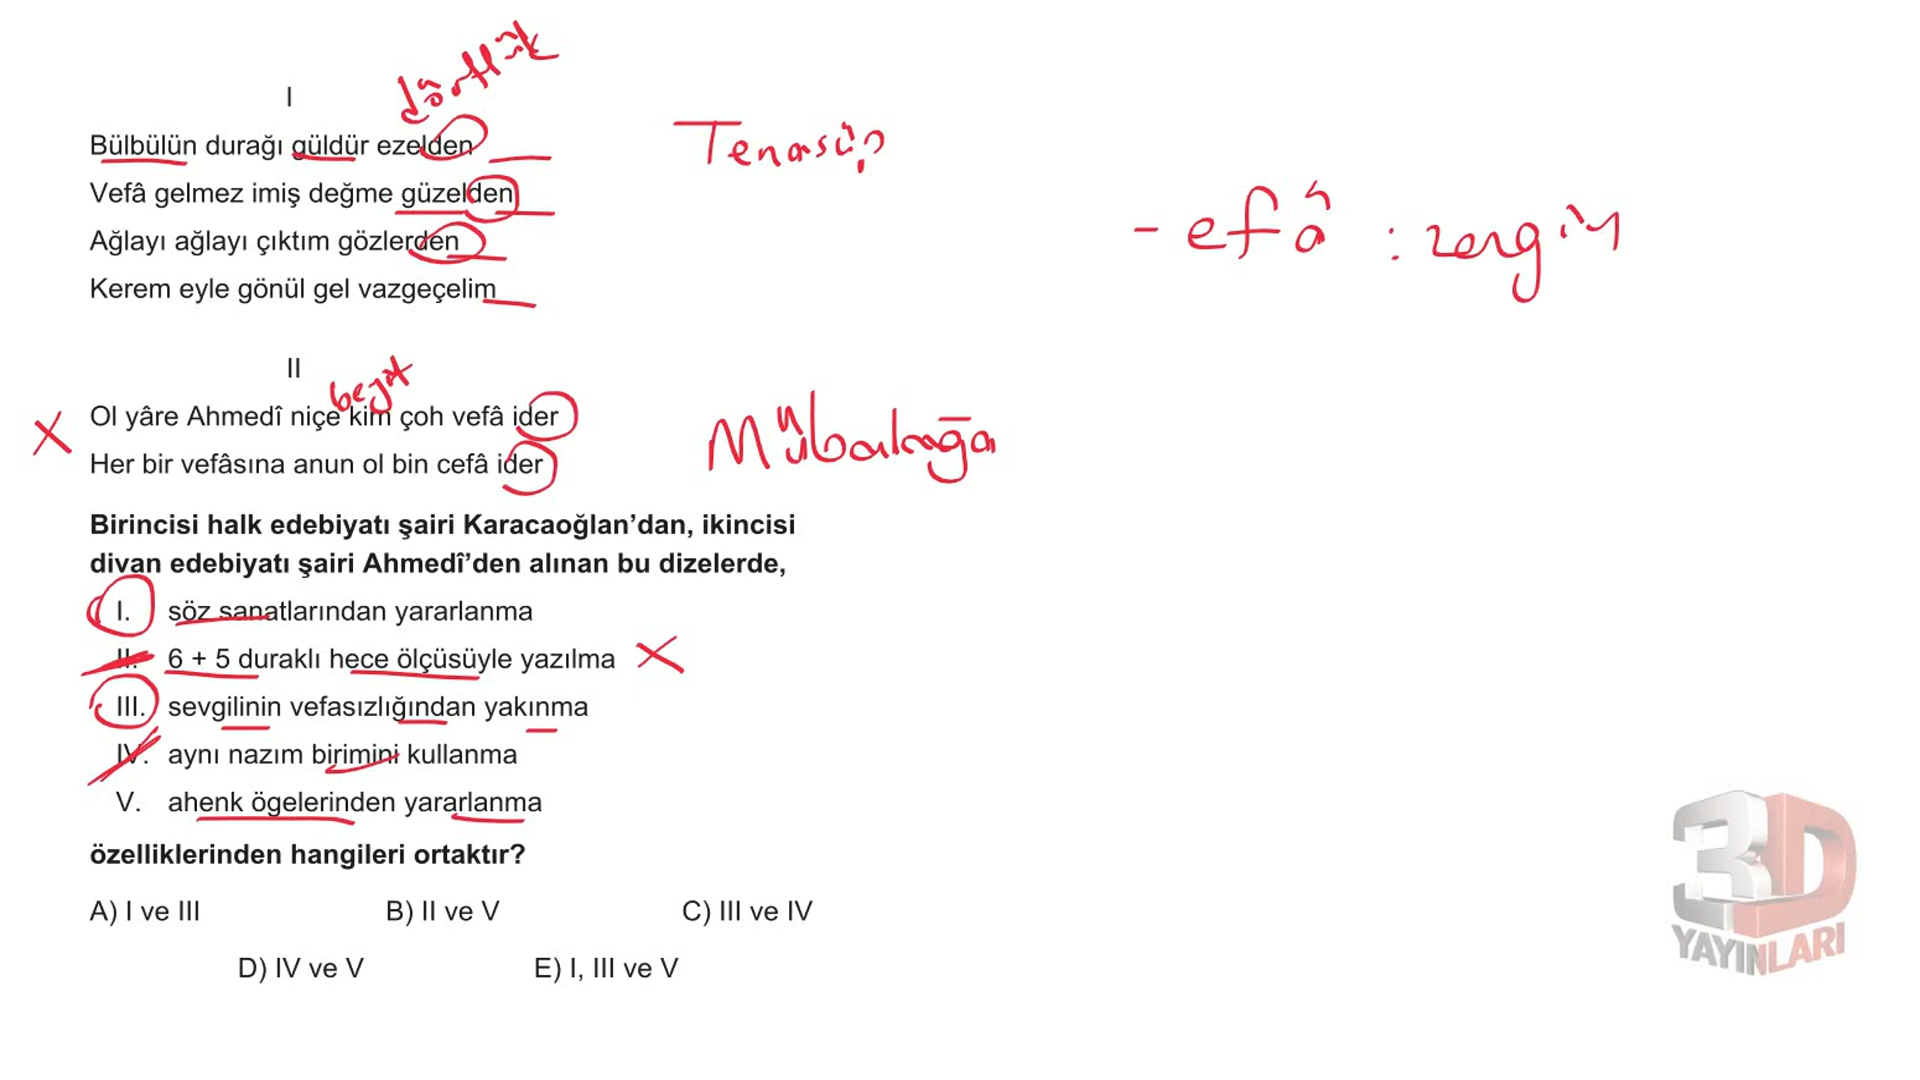 dörtlük
I
Bülbülün durağı güldür ezelden
Vefâ gelmez imiş değme güzelden
Ağlayı ağlayı çıktım gözlerden
Kerem eyle gönül gel vazgeçelim
Tenasüp
- efâ : zengin
II
beyit
Ol yâre Ahmedî niçe kim çoh vefâ ider
Her bir vefâsına anun ol bin cefâ ider
Mübalağa
Birincisi halk edebiyatı şairi Karacaoğlan’dan, ikincisi
divan edebiyatı şairi Ahmedî’den alınan bu dizelerde,
I. söz sanatlarından yararlanma
II. 6 + 5 duraklı hece ölçüsüyle yazılma
III. sevgilinin vefasızlığından yakınma
IV. aynı nazım birimini kullanma
V. ahenk ögelerinden yararlanma
özelliklerinden hangileri ortaktır?
A) I ve III B) II ve V C) III ve IV
D) IV ve V E) I, III ve V
3D
YAYINLARI